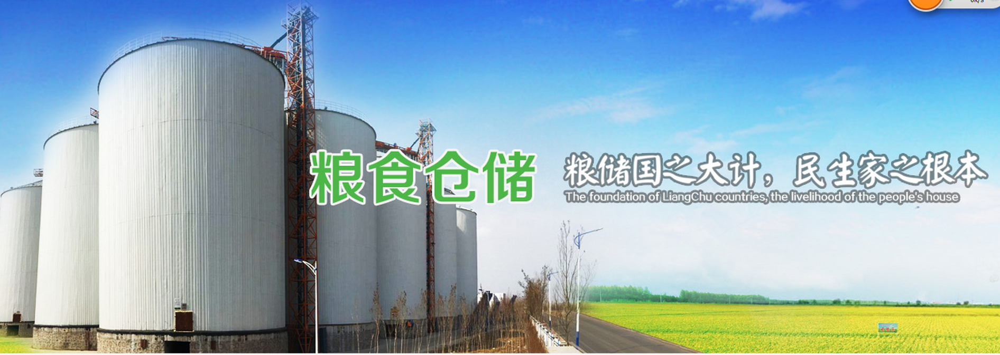 粮食仓储
粮储国之大计，民生家之根本
The foundation of LiangChu countries, the livelihood of the people's house